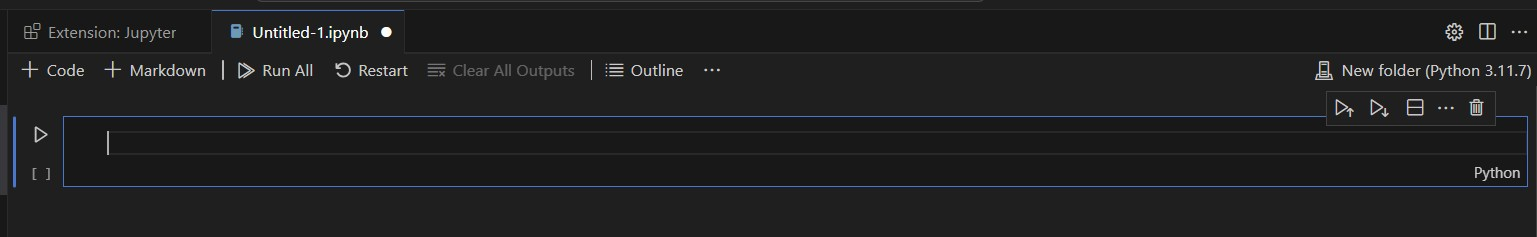 Extension: Jupyter Untitled-1.ipynb
Code Markdown Run All Restart Clear All Outputs Outline ... New folder (Python 3.11.7)
[ ]
Python